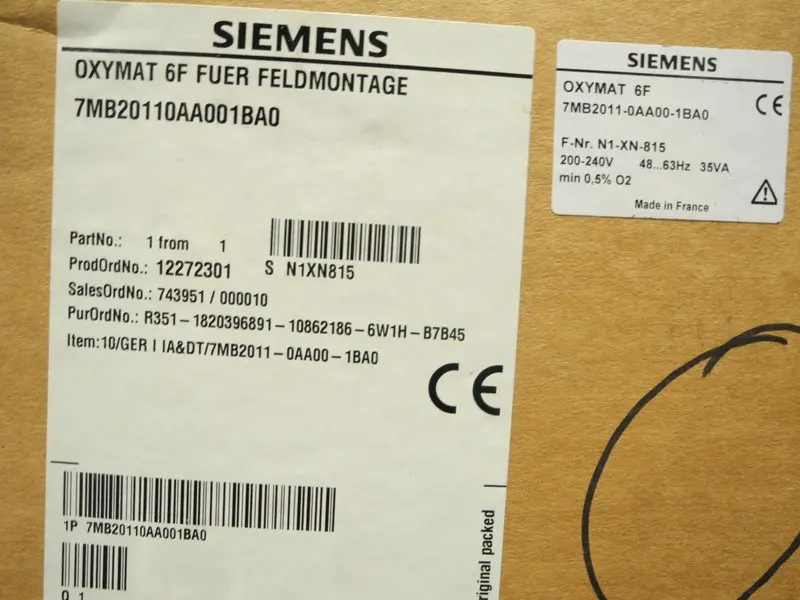 SIEMENS
OXYMAT 6F FUER FELDMONTAGE
7MB20110AA001BA0
PartNo.: 1 from 1
ProdOrdNo.: 12272301 S N1XN815
SalesOrdNo.: 743951 / 000010
PurOrdNo.: R351-1820396891-10862186-6W1H-B7B45
Item:10/GER I IA&DT/7MB2011-0AA00-1BA0
CE
1P 7MB20110AA001BA0
riginal packed
SIEMENS
OXYMAT 6F
7MB2011-0AA00-1BA0
CE
F-Nr. N1-XN-815
200-240V 48...63Hz 35VA
min 0,5% O2
Made in France